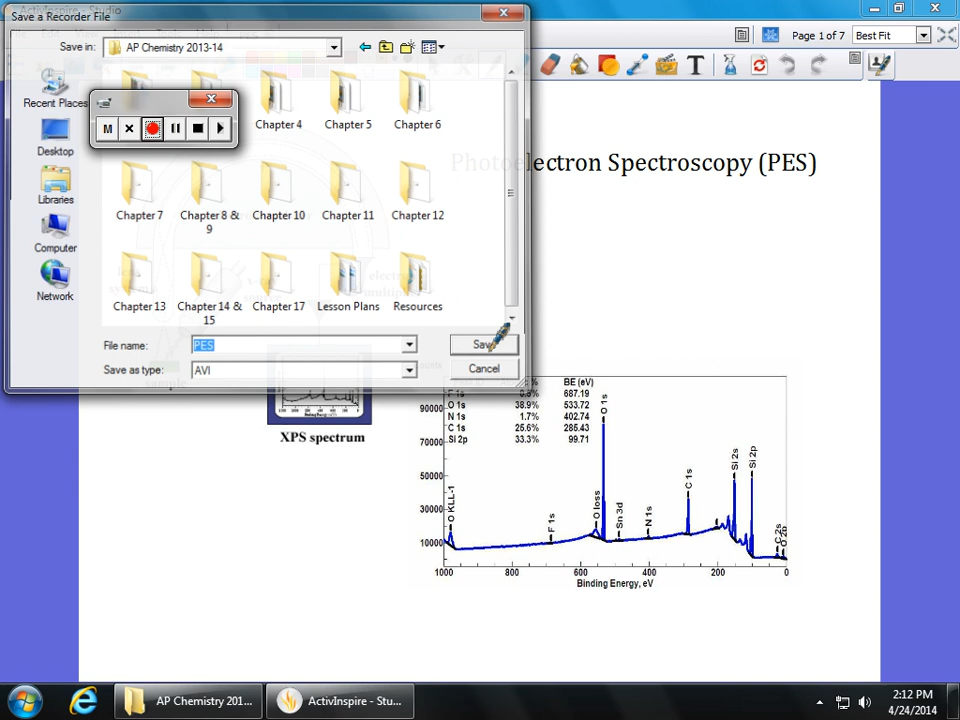 ActivInspire - Studio
Save a Recorder File
Page 1 of 7
Best Fit
Save in:
AP Chemistry 2013-14
Recent Places
Desktop
Libraries
Computer
Network
M
T
Chapter 4
Chapter 5
Chapter 6
Chapter 7
Chapter 8 &
9
Chapter 10
Chapter 11
Chapter 12
Chapter 13
Chapter 14 &
15
Chapter 17
Lesson Plans
Resources
File name:
PES
Save
Save as type:
AVI
Cancel
Photoelectron Spectroscopy (PES)
sample
XPS spectrum
% BE (eV)
687.19
O 1s 38.9% 533.72
N 1s 1.7% 402.74
C 1s 25.6% 285.43
Si 2p 33.3% 99.71
90000
70000
50000
30000
10000
O KLL-1
F 1s
O loss
O 1s
Sn 3d
N 1s
C 1s
Si 2s
Si 2p
C 2s
O 2p
1000 800 600 400 200 0
Binding Energy, eV
AP Chemistry 201...
ActivInspire - Stu...
2:12 PM
4/24/2014